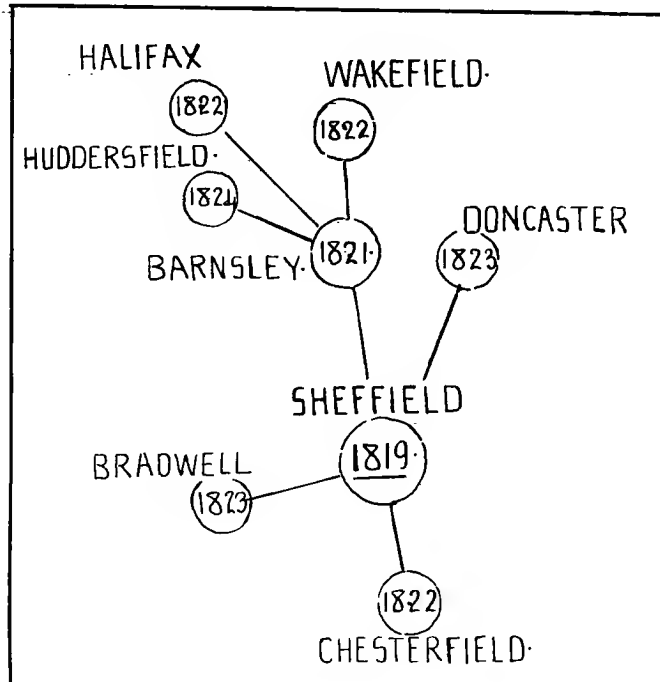 HALIFAX
1822
WAKEFIELD.
1822
HUDDERSFIELD.
1821
DONCASTER
1823
BARNSLEY.
1821.
SHEFFIELD
1819.
BRADWELL
1823
1822
CHESTERFIELD.